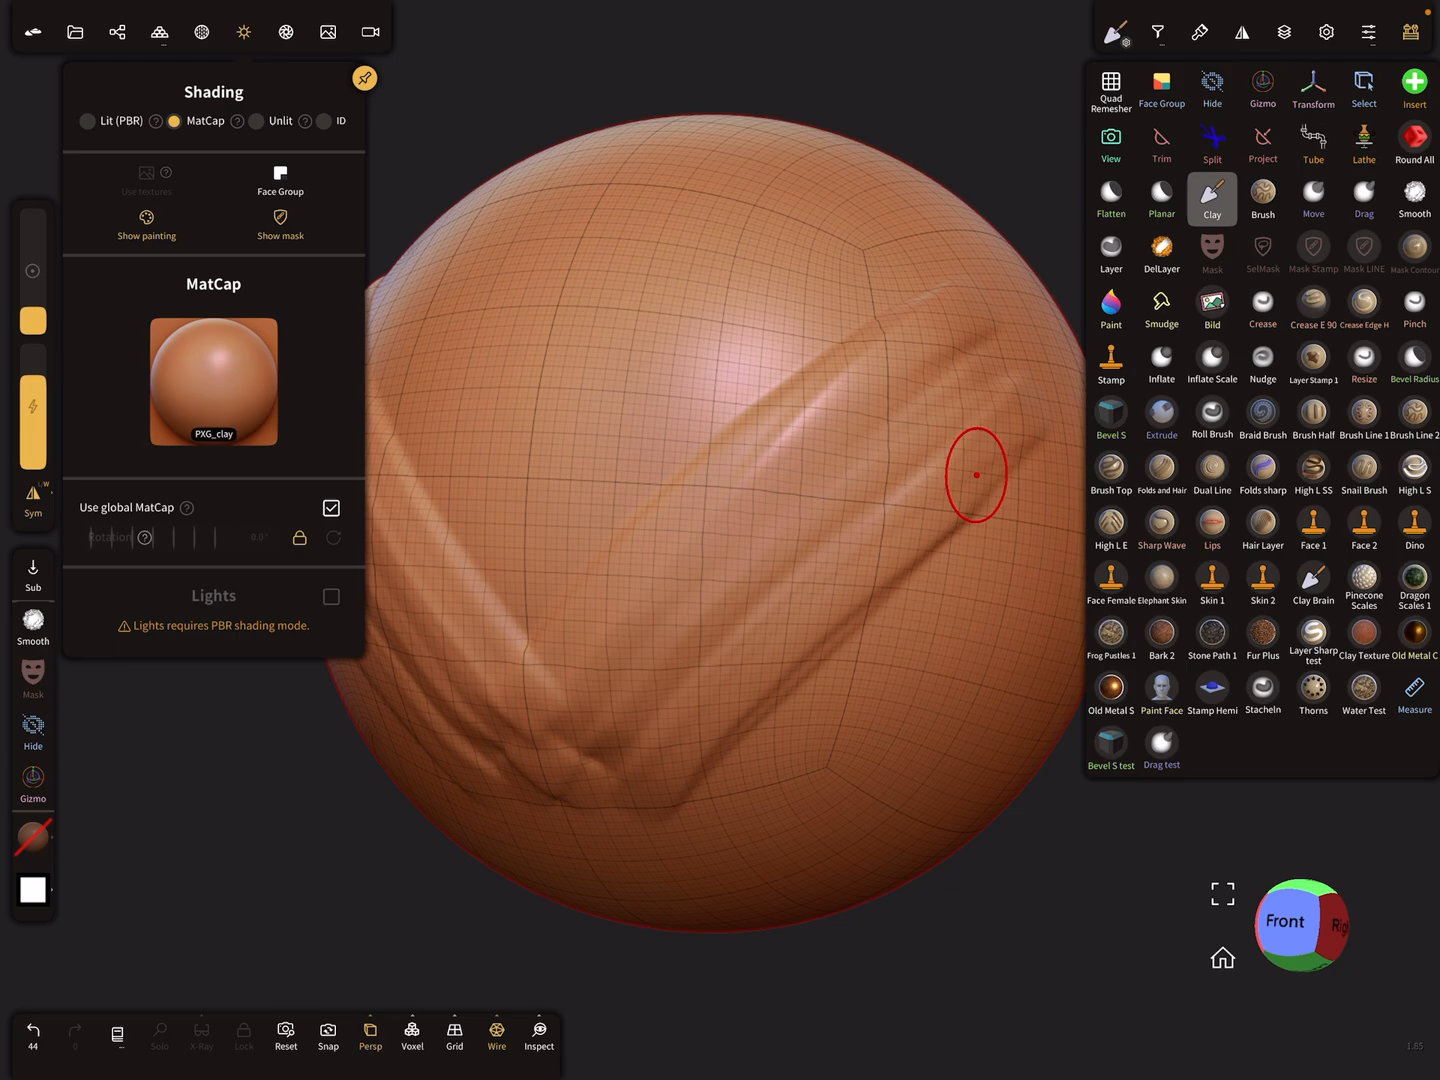 Shading
Lit (PBR) ? MatCap ? Unlit ? ID
Use textures ?
Face Group
Show painting
Show mask
MatCap
PXG_clay
Use global MatCap ?
Rotation ? 0.0°
Lights
Lights requires PBR shading mode.
L/W
Sym
Sub
Smooth
Mask
Hide
Gizmo
Quad Remesher
Face Group
Hide
Gizmo
Transform
Select
Insert
View
Trim
Split
Project
Tube
Lathe
Round All
Flatten
Planar
Clay
Brush
Move
Drag
Smooth
Layer
DelLayer
Mask
SelMask
Mask Stamp
Mask LINE
Mask Contour
Paint
Smudge
Bild
Crease
Crease E 90
Crease Edge H
Pinch
Stamp
Inflate
Inflate Scale
Nudge
Layer Stamp 1
Resize
Bevel Radius
Bevel S
Extrude
Roll Brush
Braid Brush
Brush Half
Brush Line 1
Brush Line 2
Brush Top
Folds and Hair
Dual Line
Folds sharp
High L SS
Snail Brush
High L S
High L E
Sharp Wave
Lips
Hair Layer
Face 1
Face 2
Dino
Face Female
Elephant Skin
Skin 1
Skin 2
Clay Brain
Pinecone Scales
Dragon Scales 1
Frog Pustles 1
Bark 2
Stone Path 1
Fur Plus
Layer Sharp test
Clay Texture
Old Metal C
Old Metal S
Paint Face
Stamp Hemi
Stacheln
Thorns
Water Test
Measure
Bevel S test
Drag test
Front
Rig
44
0
Solo
X-Ray
Lock
Reset
Snap
Persp
Voxel
Grid
Wire
Inspect
1.85